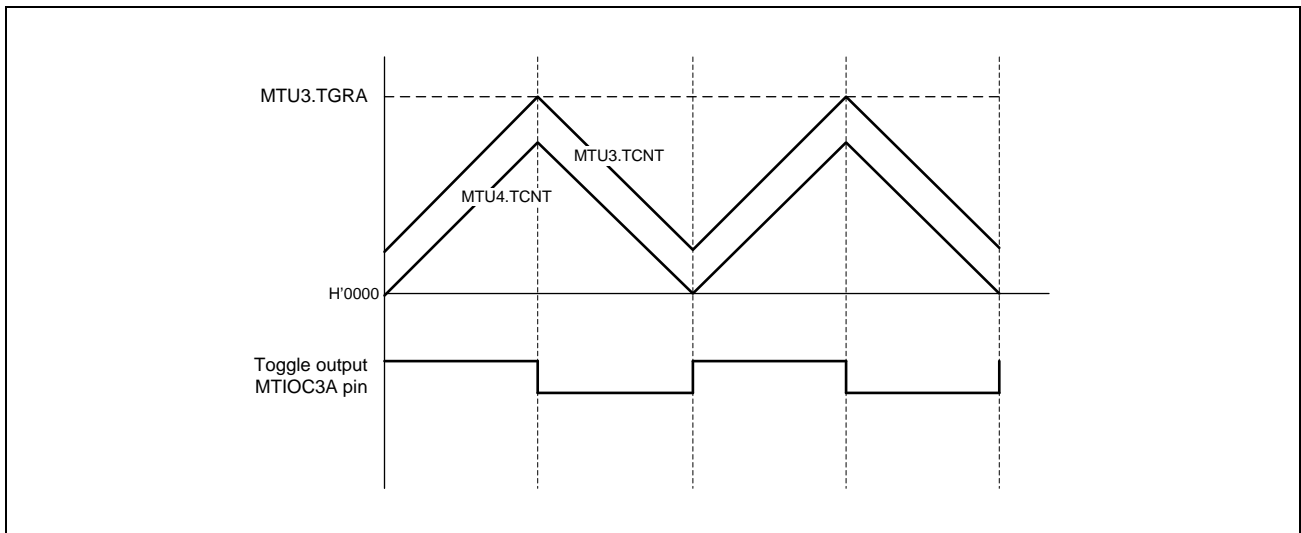 MTU3.TGRA
MTU3.TCNT
MTU4.TCNT
H'0000
Toggle output
MTIOC3A pin